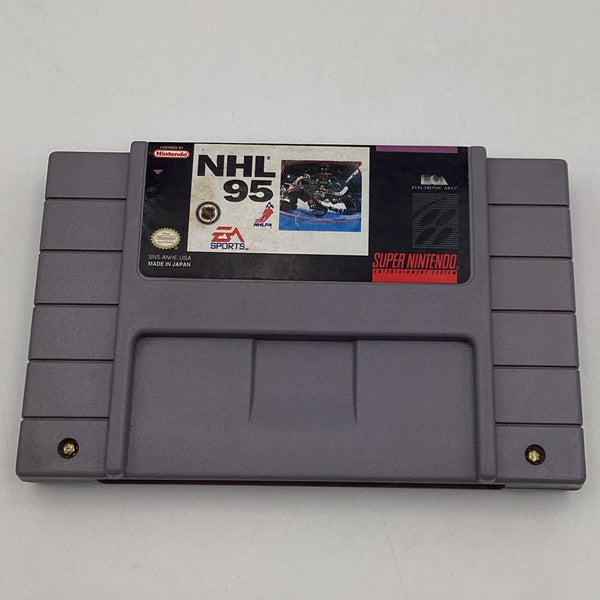 LICENSED BY
Nintendo
NHL
95
NHLPA
EA
SPORTS
SNS-ANHE-USA
MADE IN JAPAN
ELECTRONIC ARTS
SUPER NINTENDO
ENTERTAINMENT SYSTEM